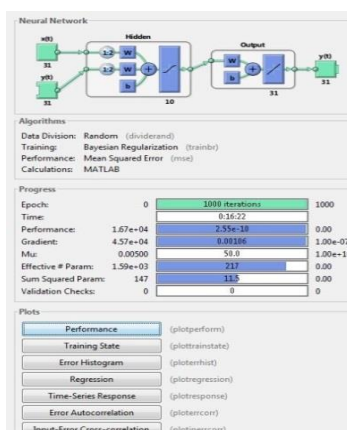 Neural Network
Hidden
Output
x(t)
31
y(t)
31
1:2
W
1:2
W
b
+
10
W
b
+
31
y(t)
31
Algorithms
Data Division: Random (dividerand)
Training: Bayesian Regularization (trainbr)
Performance: Mean Squared Error (mse)
Calculations: MATLAB
Progress
Epoch: 0 1000 iterations 1000
Time: 0:16:22
Performance: 1.67e+04 2.55e-10 0.00
Gradient: 4.57e+04 0.00106 1.00e-07
Mu: 0.00500 50.0 1.00e+10
Effective # Param: 1.59e+03 217 0.00
Sum Squared Param: 147 11.5 0.00
Validation Checks: 0 0 0
Plots
Performance (plotperform)
Training State (plottrainstate)
Error Histogram (ploterrhist)
Regression (plotregression)
Time-Series Response (plotresponse)
Error Autocorrelation (ploterrcorr)
Input-Error Cross-correlation (plotinerrcorr)